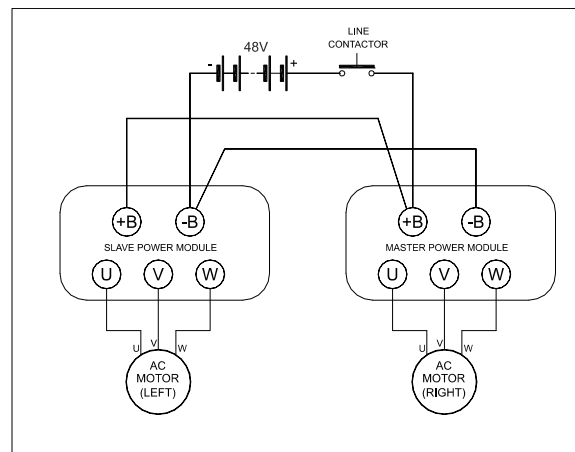 LINE
CONTACTOR
48V
- +
+B -B
SLAVE POWER MODULE
U V W
U V W
AC
MOTOR
(LEFT)
+B -B
MASTER POWER MODULE
U V W
U V W
AC
MOTOR
(RIGHT)